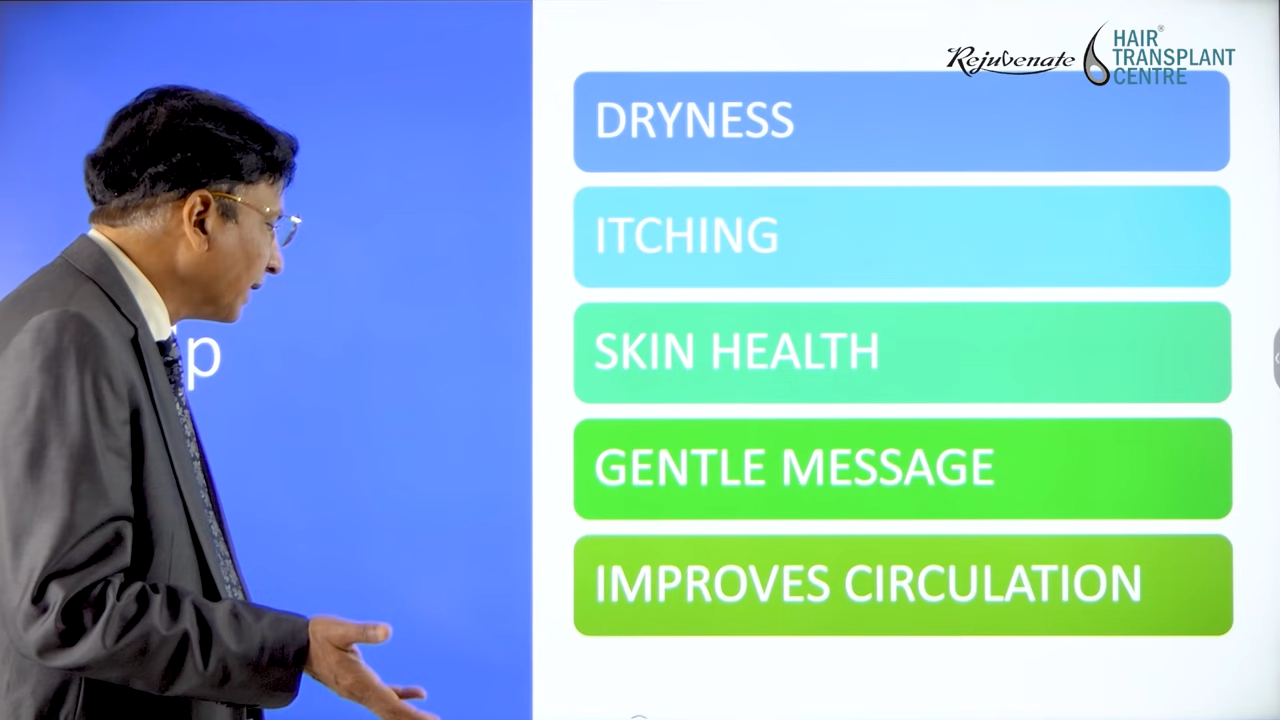 Rejuvenate
HAIR®
TRANSPLANT
CENTRE
DRYNESS
ITCHING
SKIN HEALTH
GENTLE MESSAGE
IMPROVES CIRCULATION